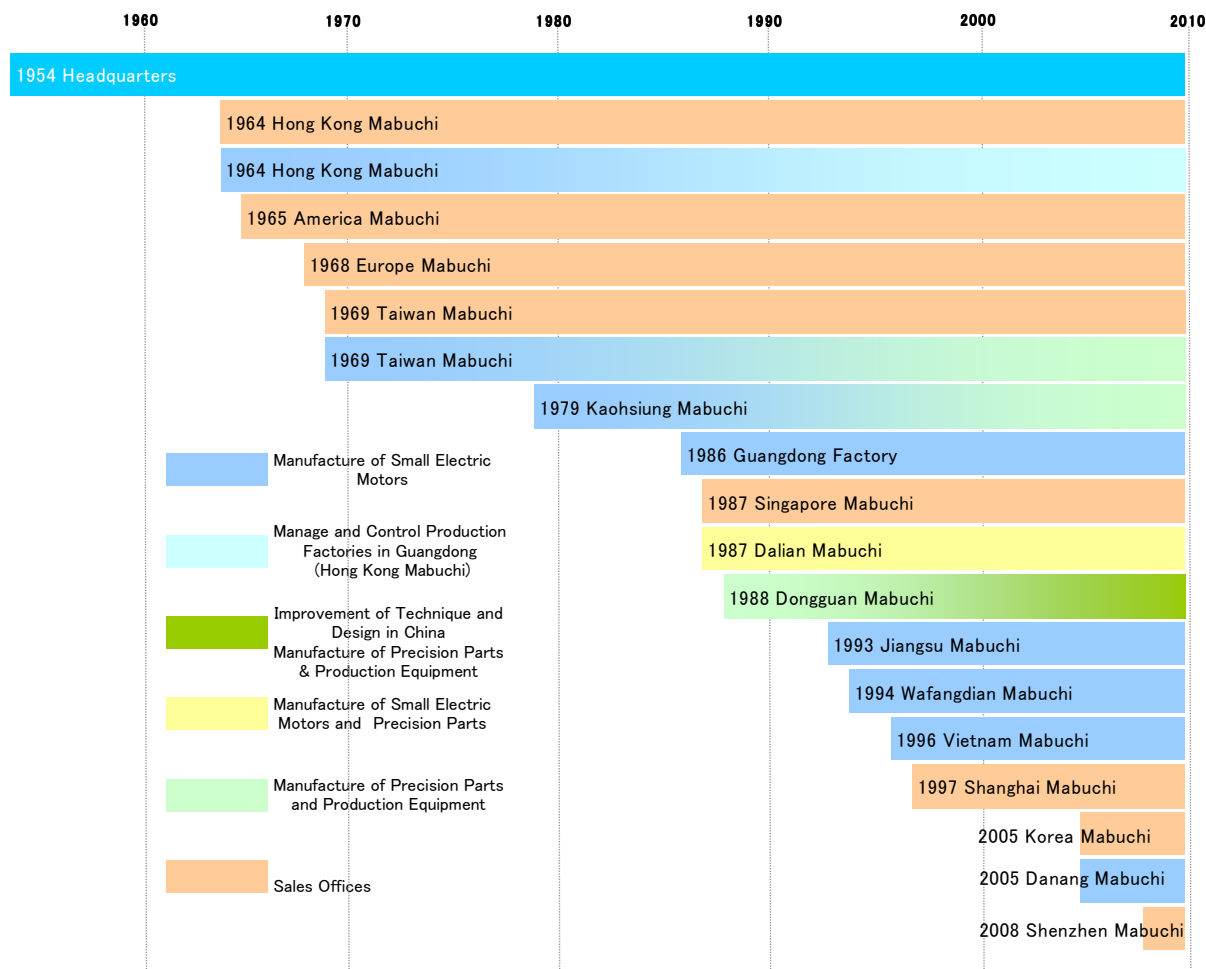 1960 1970 1980 1990 2000 2010
1954 Headquarters
1964 Hong Kong Mabuchi
1964 Hong Kong Mabuchi
1965 America Mabuchi
1968 Europe Mabuchi
1969 Taiwan Mabuchi
1969 Taiwan Mabuchi
1979 Kaohsiung Mabuchi
1986 Guangdong Factory
1987 Singapore Mabuchi
1987 Dalian Mabuchi
1988 Dongguan Mabuchi
1993 Jiangsu Mabuchi
1994 Wafangdian Mabuchi
1996 Vietnam Mabuchi
1997 Shanghai Mabuchi
2005 Korea Mabuchi
2005 Danang Mabuchi
2008 Shenzhen Mabuchi
Manufacture of Small Electric
Motors
Manage and Control Production
Factories in Guangdong
(Hong Kong Mabuchi)
Improvement of Technique and
Design in China
Manufacture of Precision Parts
& Production Equipment
Manufacture of Small Electric
Motors and Precision Parts
Manufacture of Precision Parts
and Production Equipment
Sales Offices